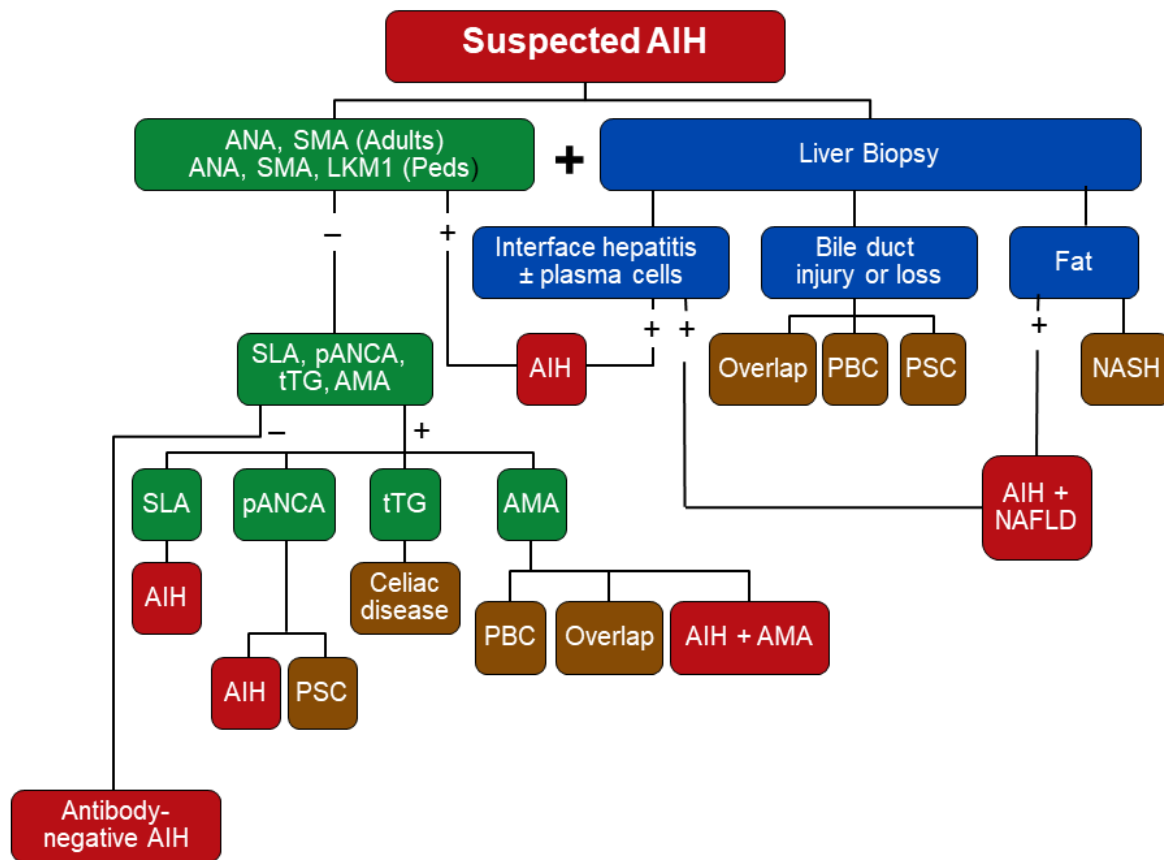 Suspected AIH
ANA, SMA (Adults)
ANA, SMA, LKM1 (Peds)
+
Liver Biopsy
–
+
Interface hepatitis
± plasma cells
Bile duct
injury or loss
Fat
+
+
+
SLA, pANCA,
tTG, AMA
AIH
Overlap
PBC
PSC
NASH
–
+
SLA
pANCA
tTG
AMA
AIH +
NAFLD
AIH
Celiac
disease
PBC
Overlap
AIH + AMA
AIH
PSC
Antibody-
negative AIH